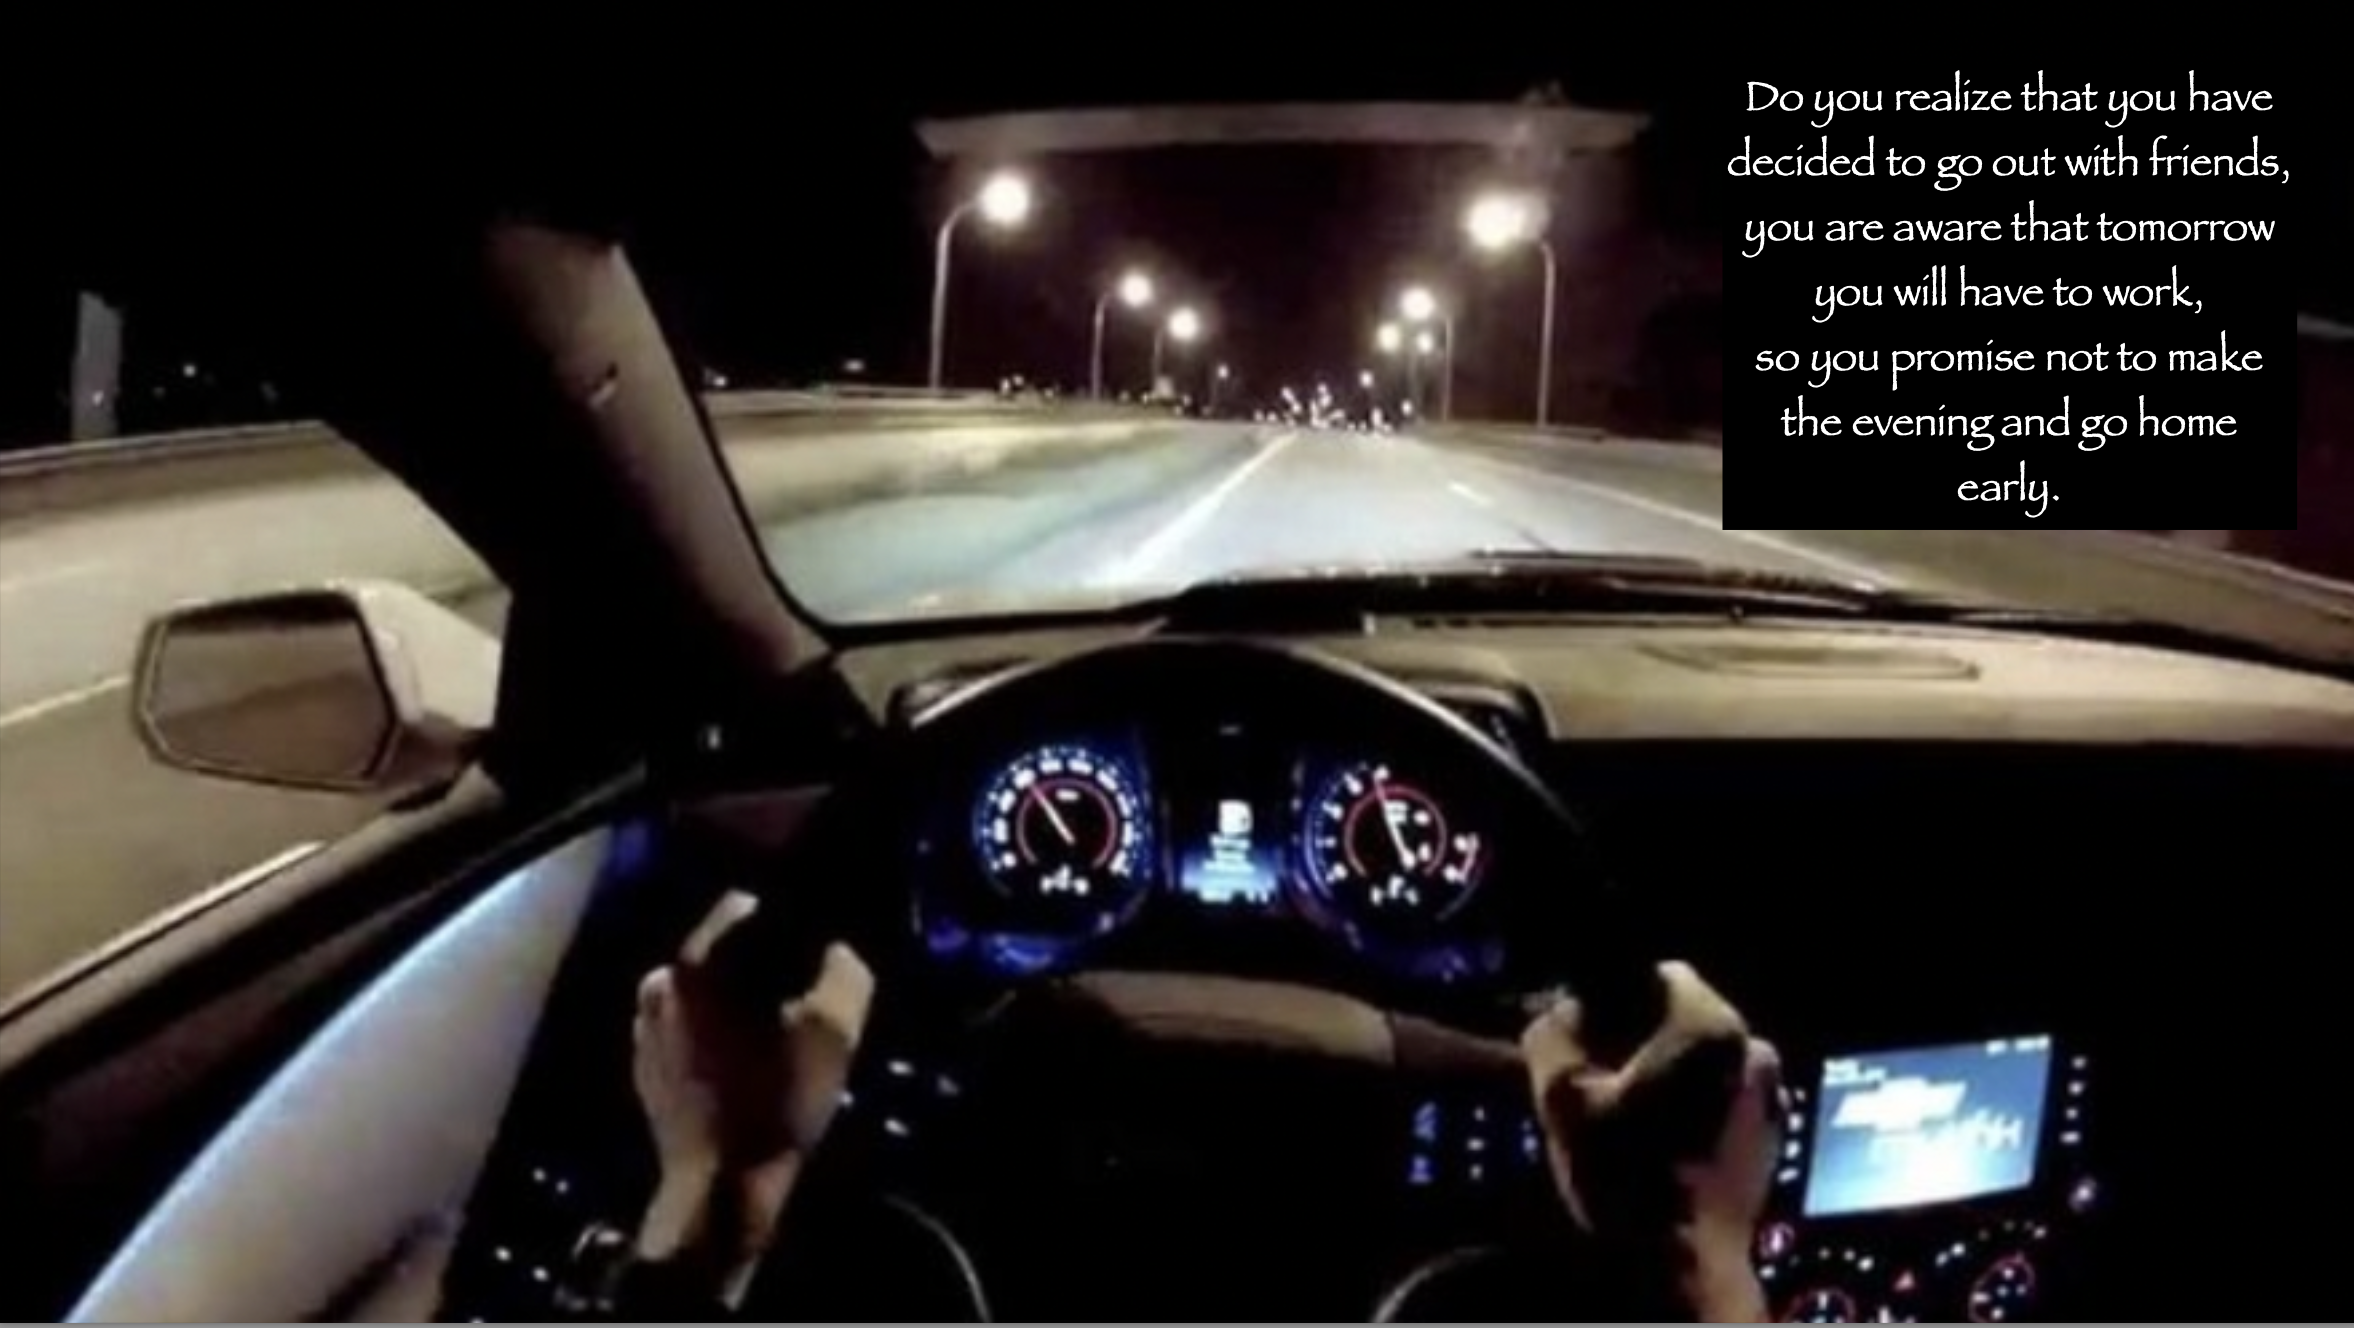 Do you realize that you have
decided to go out with friends,
you are aware that tomorrow
you will have to work,
so you promise not to make
the evening and go home
early.